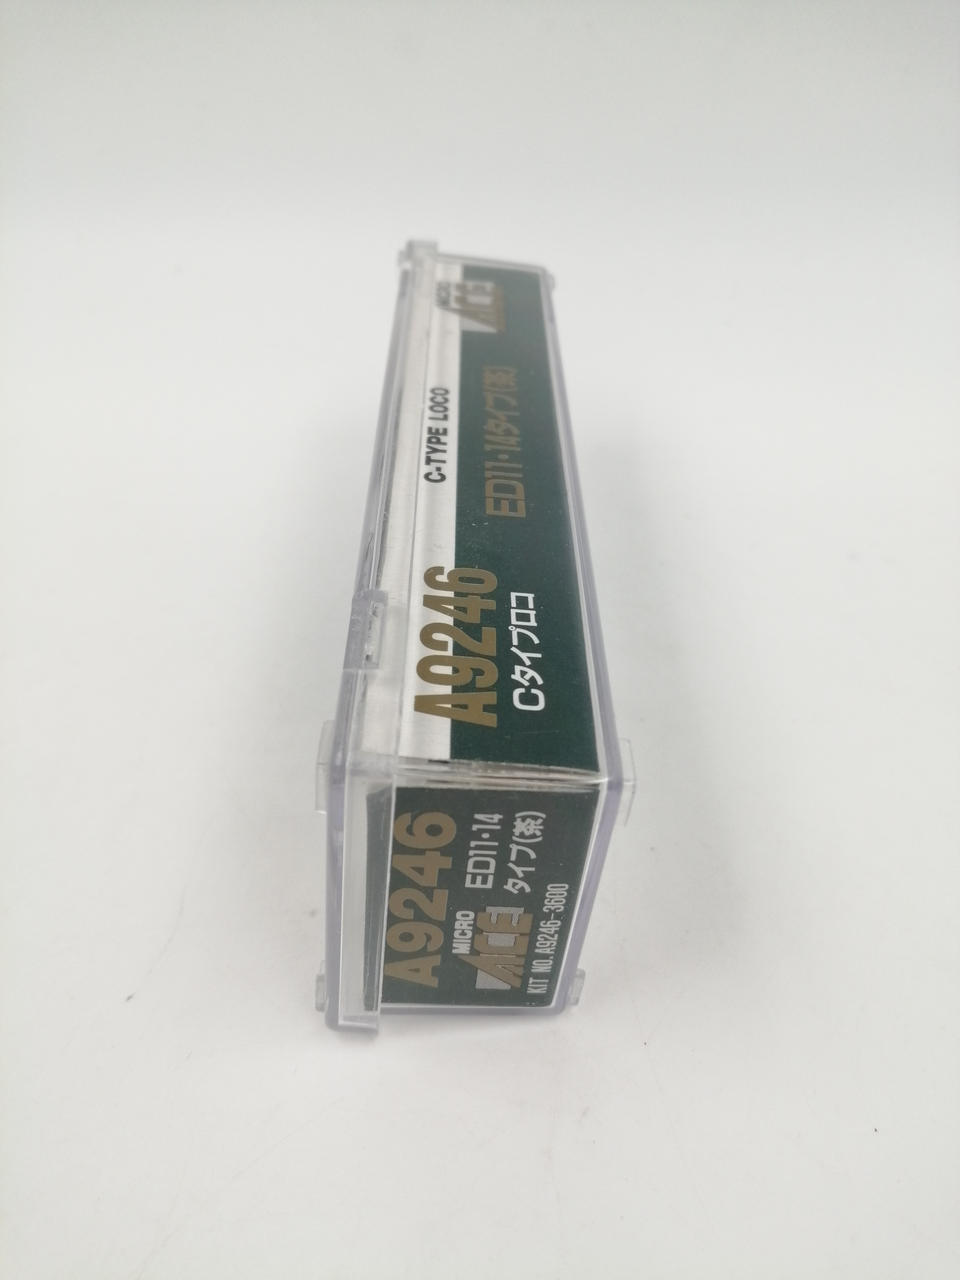 A9246
C-TYPE LOCO
MICRO ACE
Cタイプロコ
ED11・14タイプ(茶)
A9246
MICRO ACE
ED11・14
タイプ(茶)
KIT NO. A9246-3600